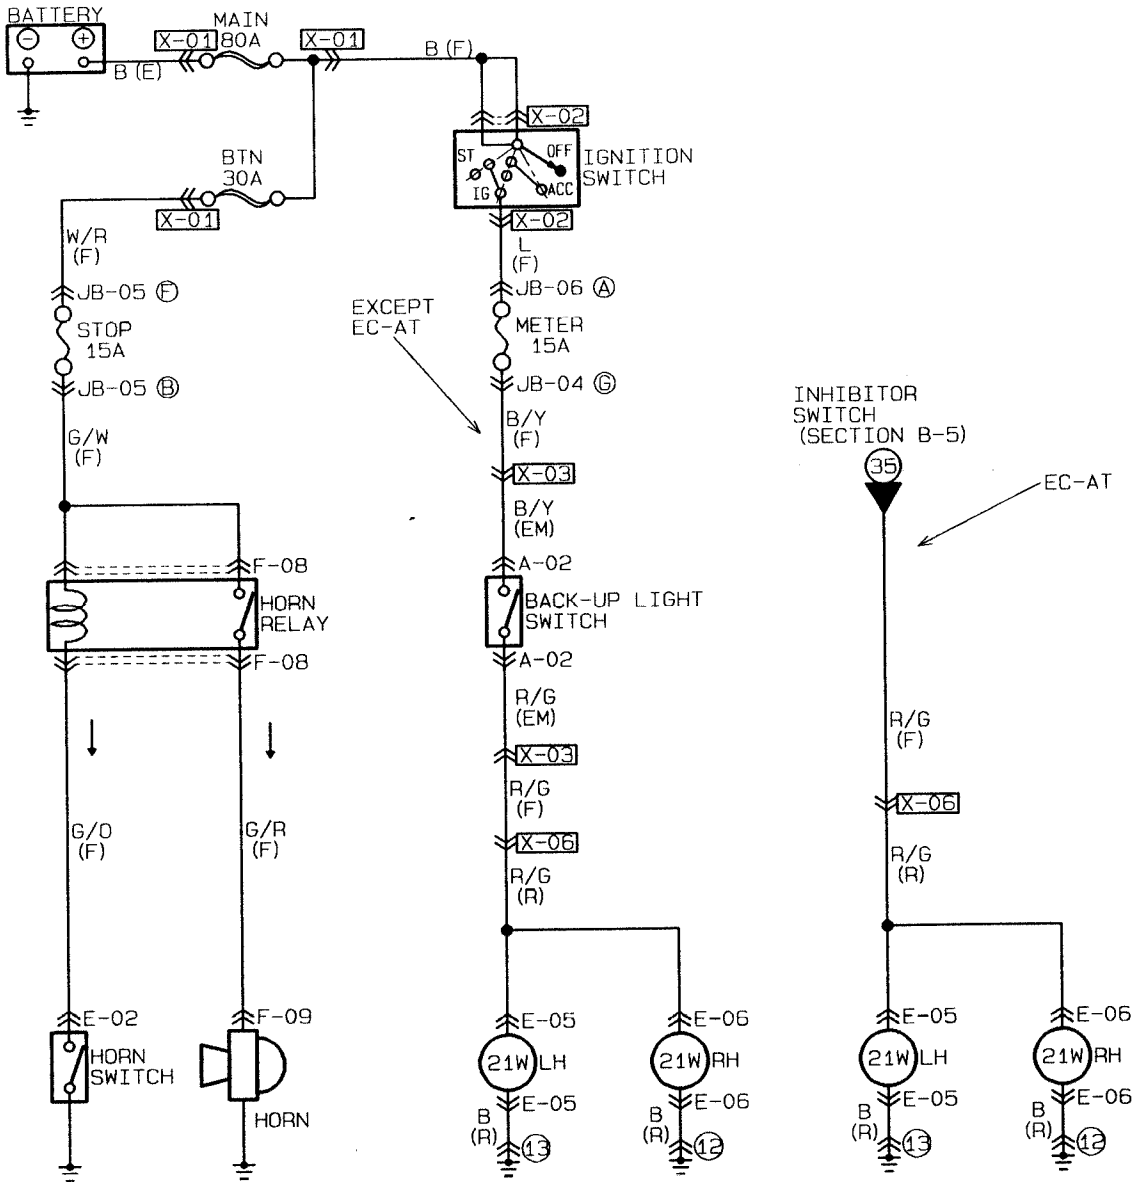 BATTERY
- +
B (E)
X-01
MAIN
80A
X-01
B (F)
X-02
ST
OFF
IG
ACC
IGNITION
SWITCH
X-02
L
(F)
BTN
30A
X-01
W/R
(F)
JB-05 F
STOP
15A
JB-05 B
G/W
(F)
F-08
HORN
RELAY
F-08
G/O
(F)
G/R
(F)
E-02
HORN
SWITCH
F-09
HORN
EXCEPT
EC-AT
JB-06 A
METER
15A
JB-04 G
B/Y
(F)
X-03
B/Y
(EM)
A-02
BACK-UP LIGHT
SWITCH
A-02
R/G
(EM)
X-03
R/G
(F)
X-06
R/G
(R)
E-05
21W LH
E-05
B
(R)
13
E-06
21W RH
E-06
B
(R)
12
INHIBITOR
SWITCH
(SECTION B-5)
35
EC-AT
R/G
(F)
X-06
R/G
(R)
E-05
21W LH
E-05
B
(R)
13
E-06
21W RH
E-06
B
(R)
12